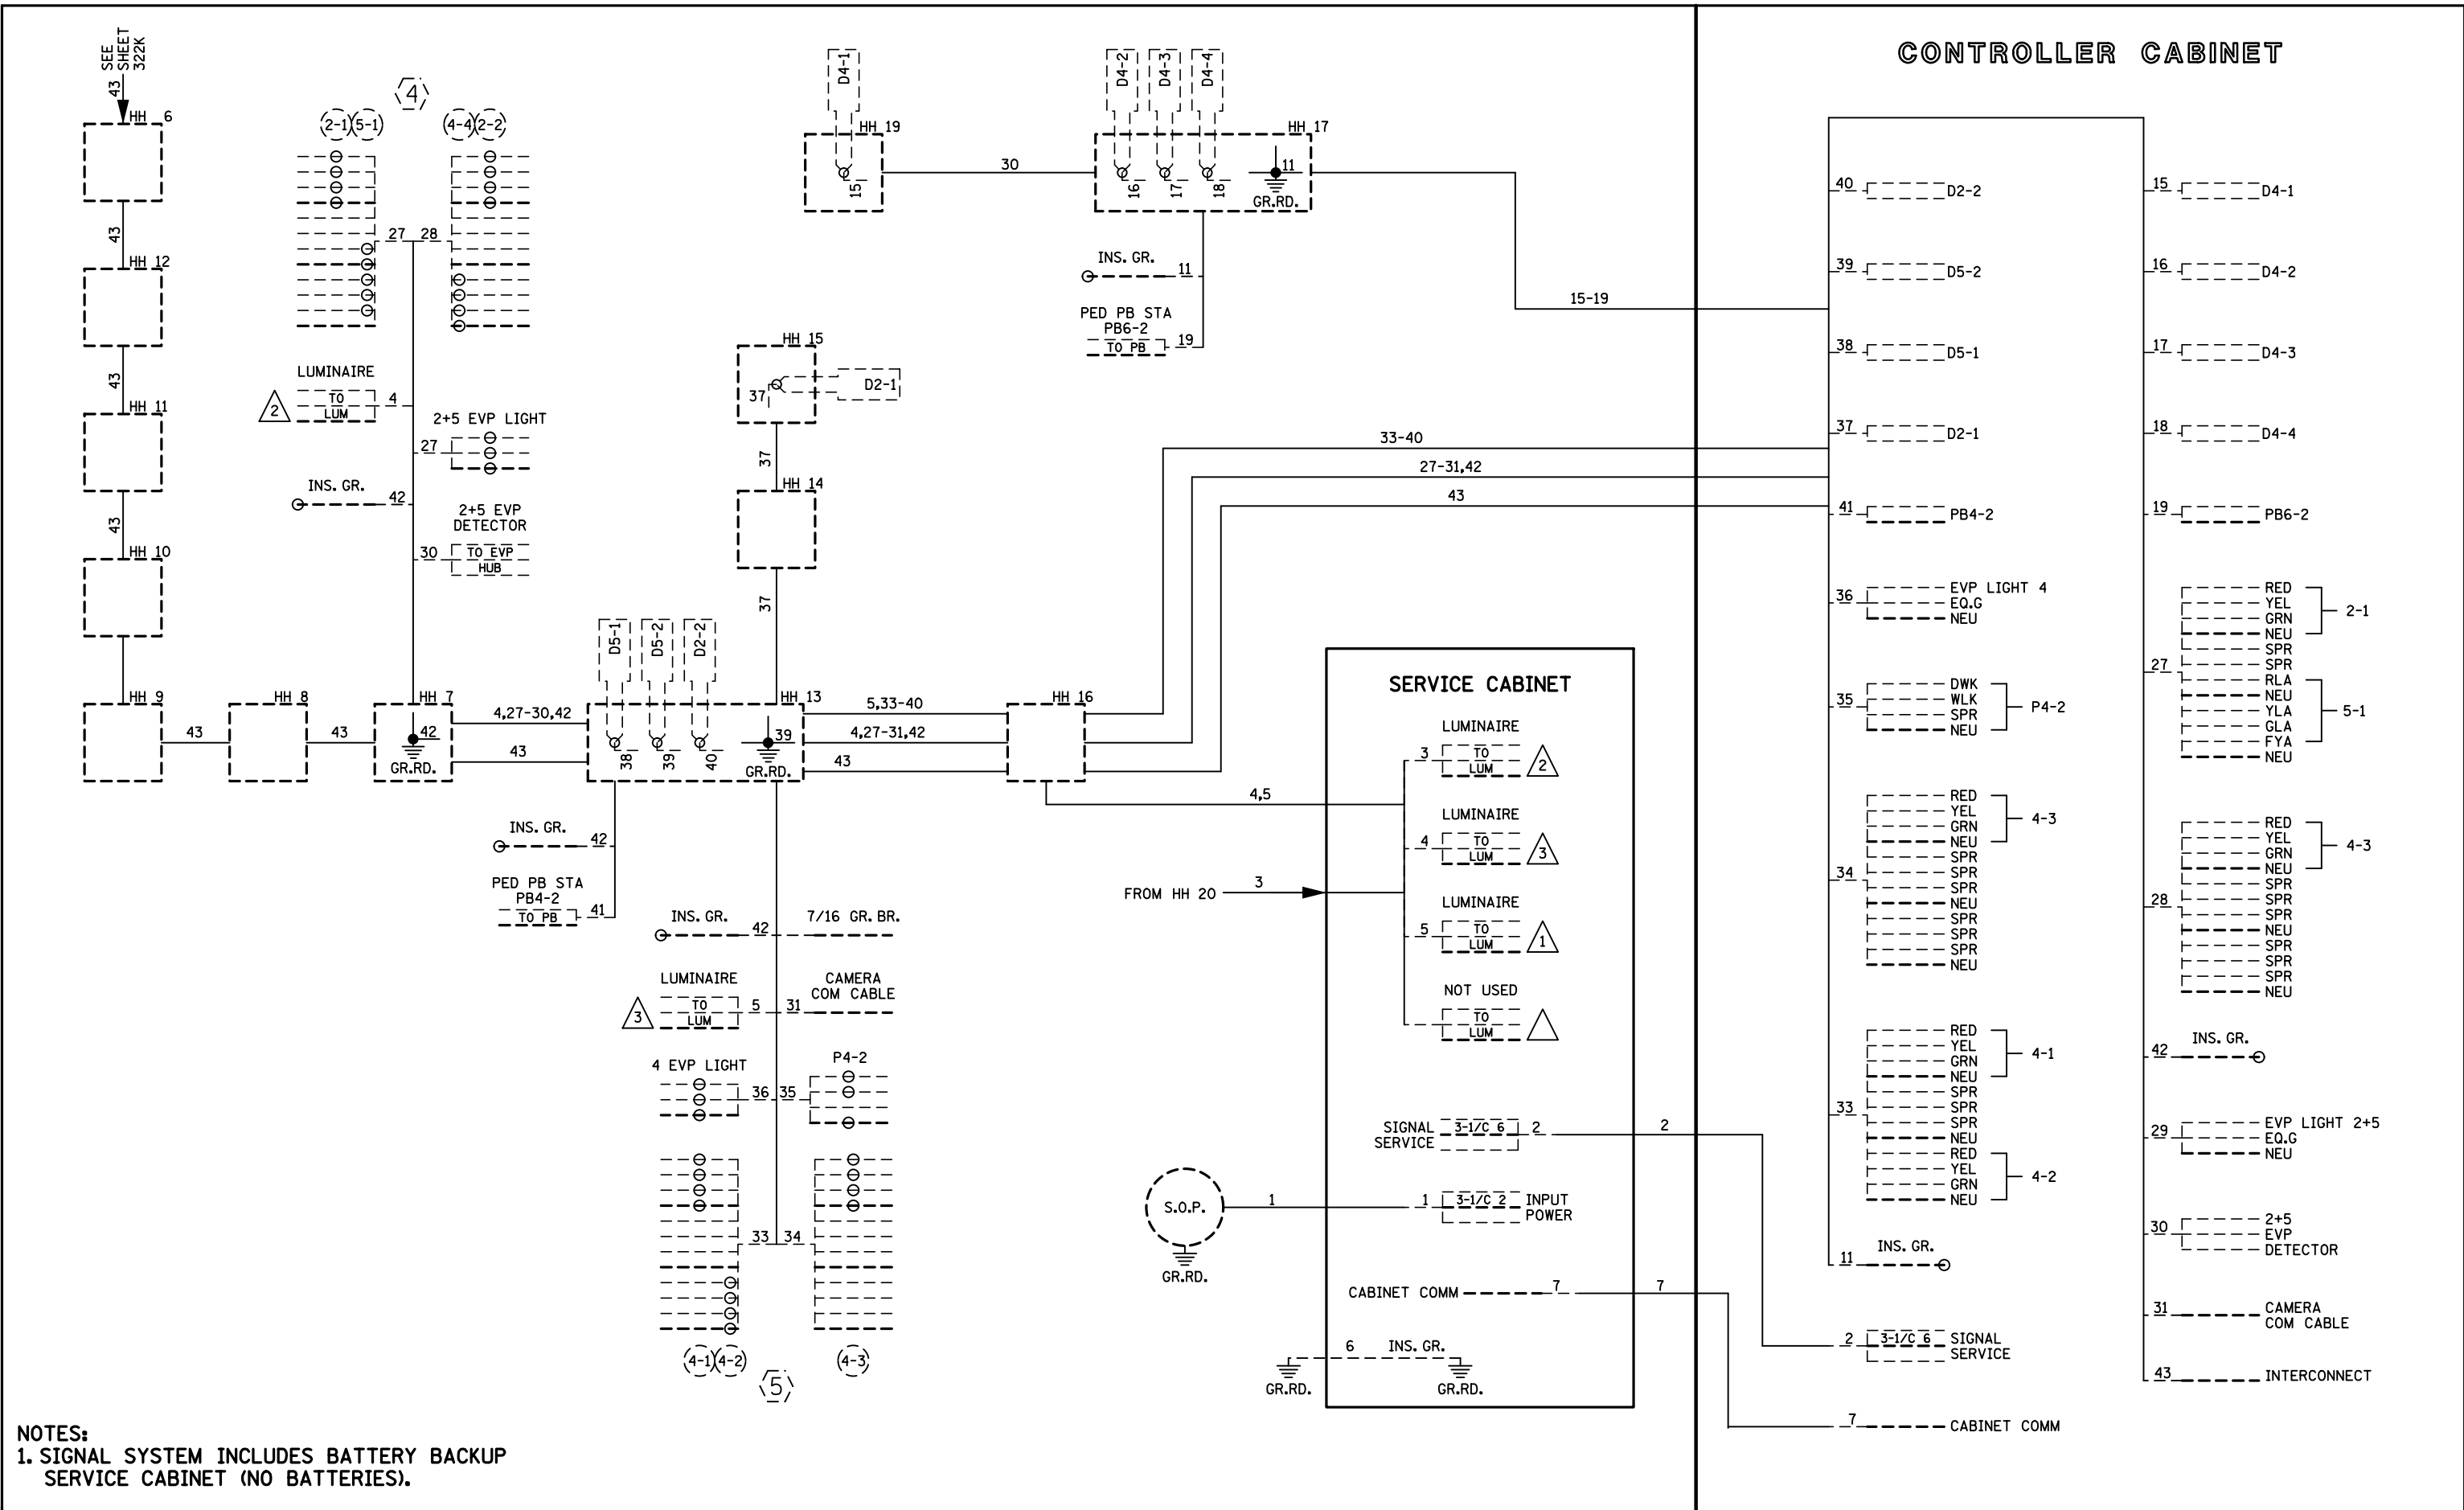 SEE
SHEET
322K
43
HH 6
43
HH 12
43
HH 11
43
HH 10
HH 9
43
HH 8
43
HH 7
42
GR.RD.
4
2-1
5-1
4-4
2-2
27
28
LUMINAIRE
TO
LUM
2
4
2+5 EVP LIGHT
27
INS. GR.
42
2+5 EVP
DETECTOR
30
TO EVP
HUB
4,27-30,42
43
D5-1
D5-2
D2-2
HH 13
38
39
40
39
GR.RD.
HH 15
37
D2-1
37
HH 14
37
5,33-40
4,27-31,42
43
HH 16
INS. GR.
42
PED PB STA
PB4-2
TO PB
41
INS. GR.
42
7/16 GR. BR.
LUMINAIRE
TO
LUM
3
5
31
CAMERA
COM CABLE
4 EVP LIGHT
36
35
P4-2
33
34
4-1
4-2
4-3
5
D4-1
HH 19
15
30
D4-2
D4-3
D4-4
HH 17
16
17
18
11
GR.RD.
INS. GR.
11
PED PB STA
PB6-2
TO PB
19
15-19
33-40
27-31,42
43
4,5
FROM HH 20
3
SERVICE CABINET
LUMINAIRE
3
TO
LUM
2
LUMINAIRE
4
TO
LUM
3
LUMINAIRE
5
TO
LUM
1
NOT USED
TO
LUM
SIGNAL
SERVICE
3-1/C 6
2
2
S.O.P.
GR.RD.
1
1
3-1/C 2
INPUT
POWER
CABINET COMM
7
7
6
INS. GR.
GR.RD.
GR.RD.
CONTROLLER CABINET
40
D2-2
39
D5-2
38
D5-1
37
D2-1
41
PB4-2
36
EVP LIGHT 4
EQ.G
NEU
35
DWK
WLK
SPR
NEU
P4-2
34
RED
YEL
GRN
NEU
SPR
SPR
SPR
NEU
SPR
SPR
SPR
NEU
4-3
33
RED
YEL
GRN
NEU
SPR
SPR
SPR
NEU
RED
YEL
GRN
NEU
4-1
4-2
11
INS. GR.
2
3-1/C 6
SIGNAL
SERVICE
7
CABINET COMM
15
D4-1
16
D4-2
17
D4-3
18
D4-4
19
PB6-2
27
RED
YEL
GRN
NEU
SPR
SPR
RLA
NEU
YLA
GLA
FYA
NEU
2-1
5-1
28
RED
YEL
GRN
NEU
SPR
SPR
SPR
NEU
SPR
SPR
SPR
NEU
4-3
42
INS. GR.
29
EVP LIGHT 2+5
EQ.G
NEU
30
2+5
EVP
DETECTOR
31
CAMERA
COM CABLE
43
INTERCONNECT
NOTES:
1. SIGNAL SYSTEM INCLUDES BATTERY BACKUP
SERVICE CABINET (NO BATTERIES).